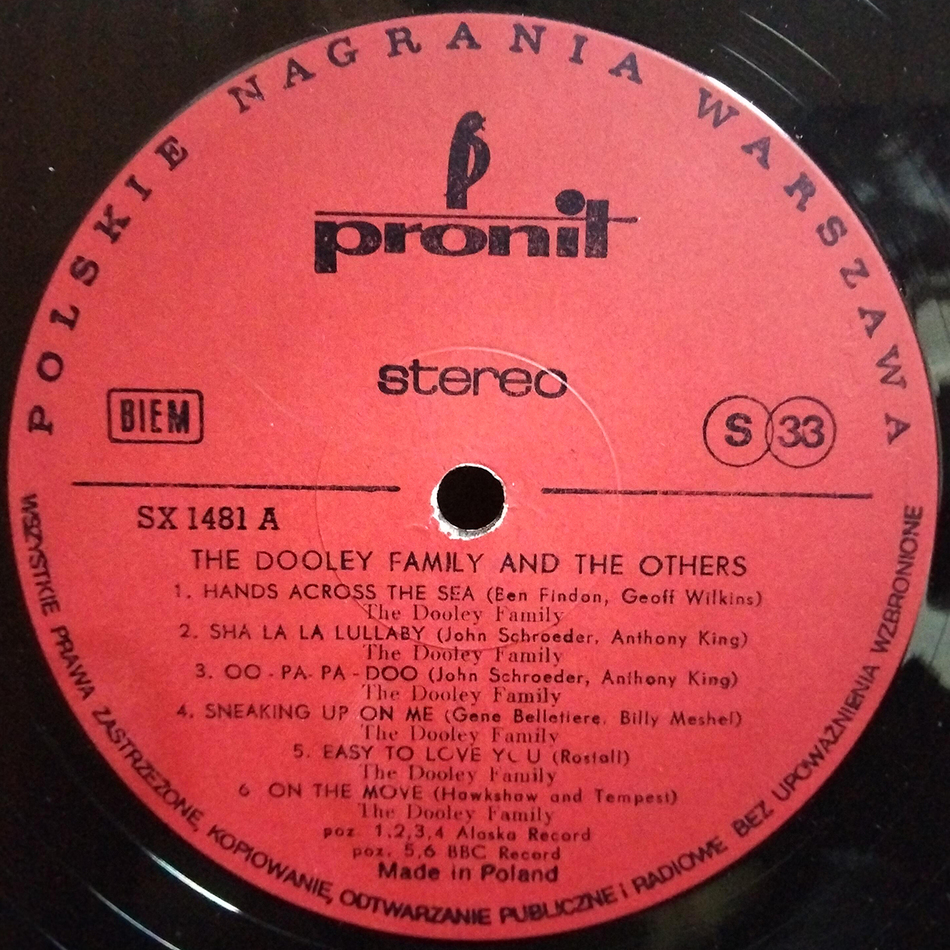 POLSKIE NAGRANIA WARSZAWA
pronit
stereo
BIEM
S 33
SX 1481 A
THE DOOLEY FAMILY AND THE OTHERS
1. HANDS ACROSS THE SEA (Ben Findon, Geoff Wilkins)
The Dooley Family
2. SHA LA LA LULLABY (John Schroeder, Anthony King)
The Dooley Family
3. OO - PA- PA - DOO (John Schroeder, Anthony King)
The Dooley Family
4. SNEAKING UP ON ME (Gene Belletiere. Billy Meshel)
The Dooley Family
5. EASY TO LOVE YOU (Rostall)
The Dooley Family
6 ON THE MOVE (Hawkshaw and Tempest)
The Dooley Family
poz. 1,2,3,4 Alaska Record
poz. 5,6 BBC Record
Made in Poland
WSZYSTKIE PRAWA ZASTRZEŻONE, KOPIOWANIE, ODTWARZANIE PUBLICZNE i RADIOWE BEZ UPOWAŻNIENIA WZBRONIONE